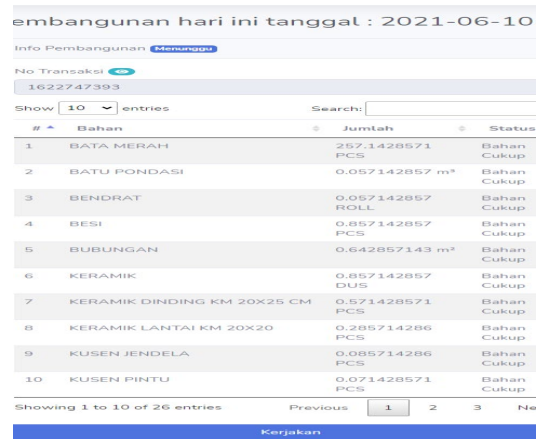 embangunan hari ini tanggal : 2021-06-10
Info Pembangunan Menunggu
No Transaksi
1622747393
Show 10 entries Search:
# Bahan Jumlah Status
1 BATA MERAH 257.1428571 PCS Bahan Cukup
2 BATU PONDASI 0.057142857 m³ Bahan Cukup
3 BENDRAT 0.057142857 ROLL Bahan Cukup
4 BESI 0.857142857 PCS Bahan Cukup
5 BUBUNGAN 0.642857143 m² Bahan Cukup
6 KERAMIK 0.857142857 DUS Bahan Cukup
7 KERAMIK DINDING KM 20X25 CM 0.571428571 PCS Bahan Cukup
8 KERAMIK LANTAI KM 20X20 0.285714286 PCS Bahan Cukup
9 KUSEN JENDELA 0.085714286 PCS Bahan Cukup
10 KUSEN PINTU 0.071428571 PCS Bahan Cukup
Showing 1 to 10 of 26 entries Previous 1 2 3 Ne
Kerjakan